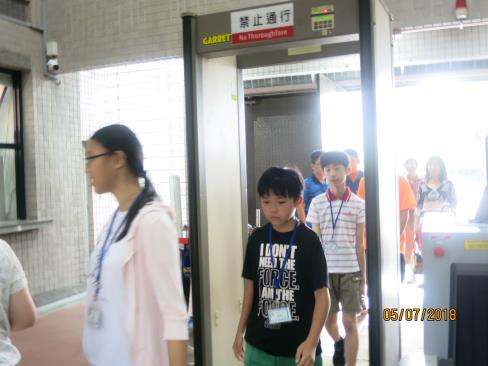 禁止通行
GARRETT
No Thoroughfare
I DON'T
NEED THE
FORCE.
I AM THE
FORCE.
05/07/2018